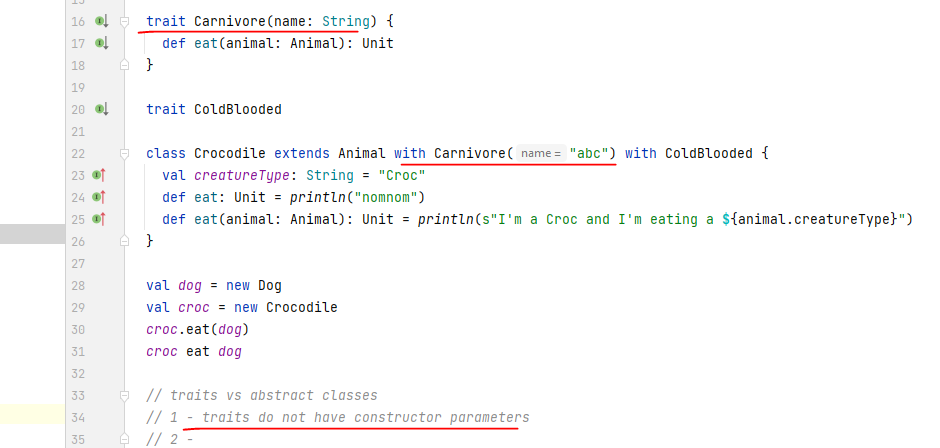 16 trait Carnivore(name: String) {
17 def eat(animal: Animal): Unit
18 }
19
20 trait ColdBlooded
21
22 class Crocodile extends Animal with Carnivore( name = "abc") with ColdBlooded {
23 val creatureType: String = "Croc"
24 def eat: Unit = println("nomnom")
25 def eat(animal: Animal): Unit = println(s"I'm a Croc and I'm eating a ${animal.creatureType}")
26 }
27
28 val dog = new Dog
29 val croc = new Crocodile
30 croc.eat(dog)
31 croc eat dog
32
33 // traits vs abstract classes
34 // 1 - traits do not have constructor parameters
35 // 2 -